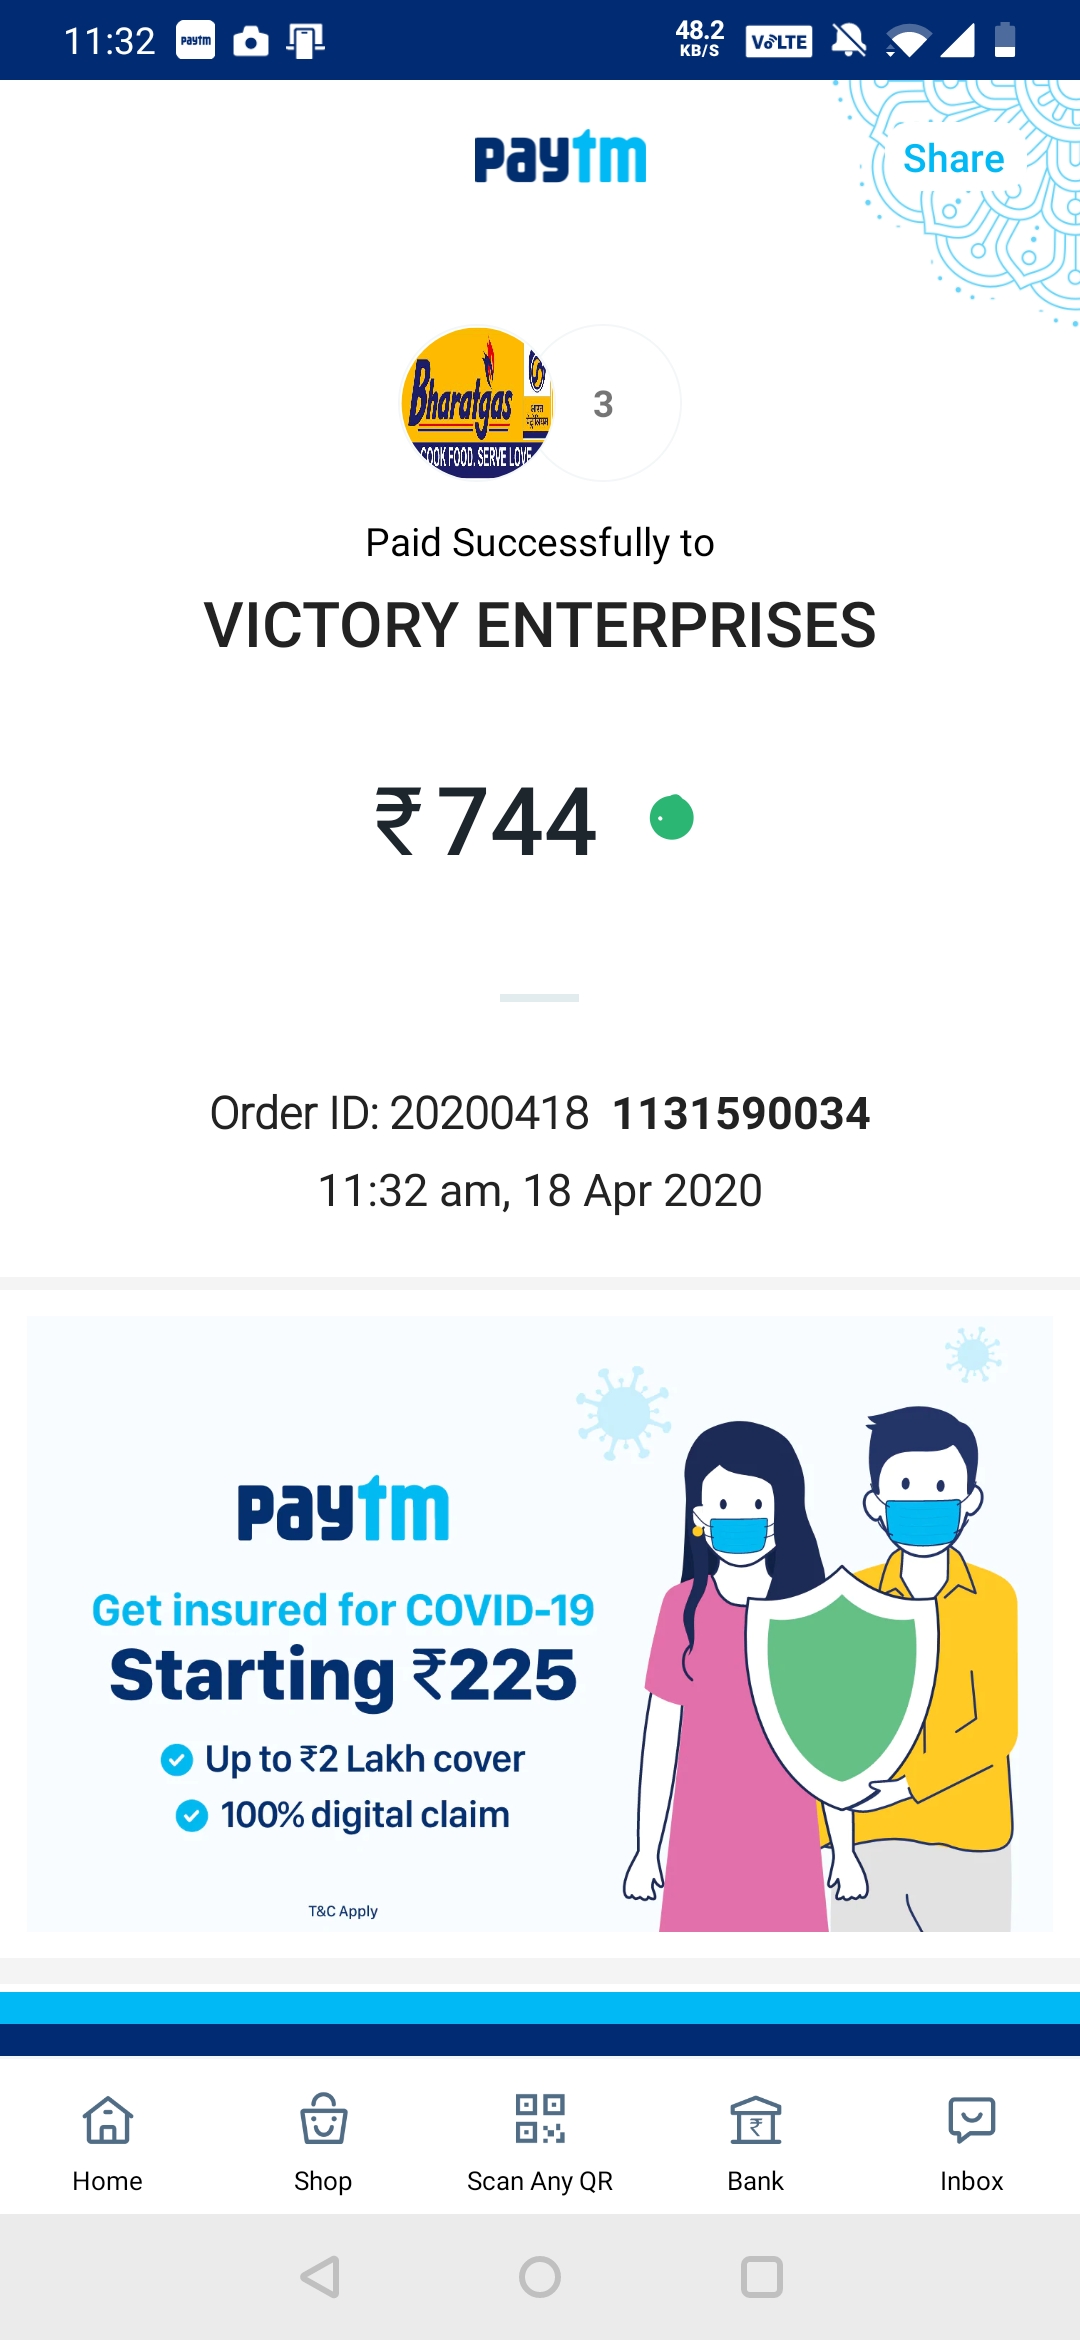 11:32 paytm 48.2 KB/S VoLTE
paytm
Share
Bharatgas
भारत
पेट्रोलियम
COOK FOOD. SERVE LOVE
3
Paid Successfully to
VICTORY ENTERPRISES
₹744
Order ID: 20200418 1131590034
11:32 am, 18 Apr 2020
paytm
Get insured for COVID-19
Starting ₹225
Up to ₹2 Lakh cover
100% digital claim
T&C Apply
Home Shop Scan Any QR Bank Inbox